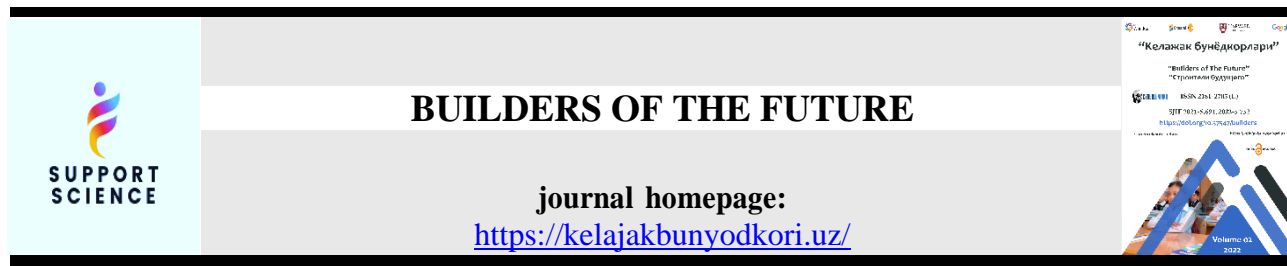 SUPPORT
SCIENCE
BUILDERS OF THE FUTURE
journal homepage:
https://kelajakbunyodkori.uz/
“Келажак бунёдкорлари”
“Builders of The Future”
“Строители будущего”
Volume 02
2022